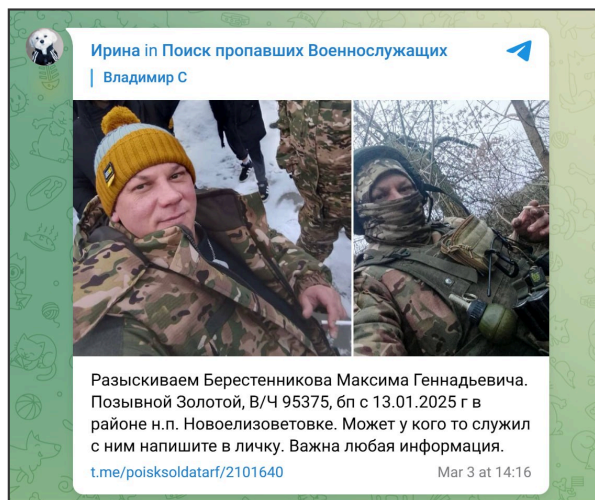 Ирина in Поиск пропавших Военнослужащих
Владимир С
Разыскиваем Берестенникова Максима Геннадьевича.
Позывной Золотой, В/Ч 95375, бп с 13.01.2025 г в
районе н.п. Новоелизоветовке. Может у кого то служил
с ним напишите в личку. Важна любая информация.
t.me/poisksoldatarf/2101640 Mar 3 at 14:16